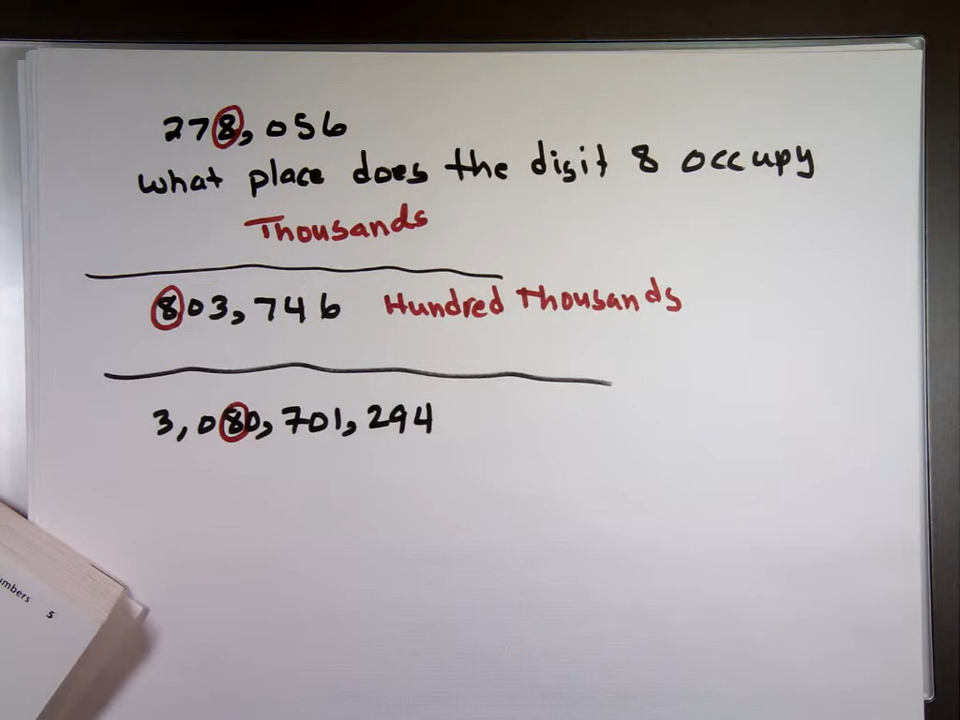 278,056
what place does the digit 8 occupy
Thousands
803,746 Hundred Thousands
3,080,701,294
umbers 5